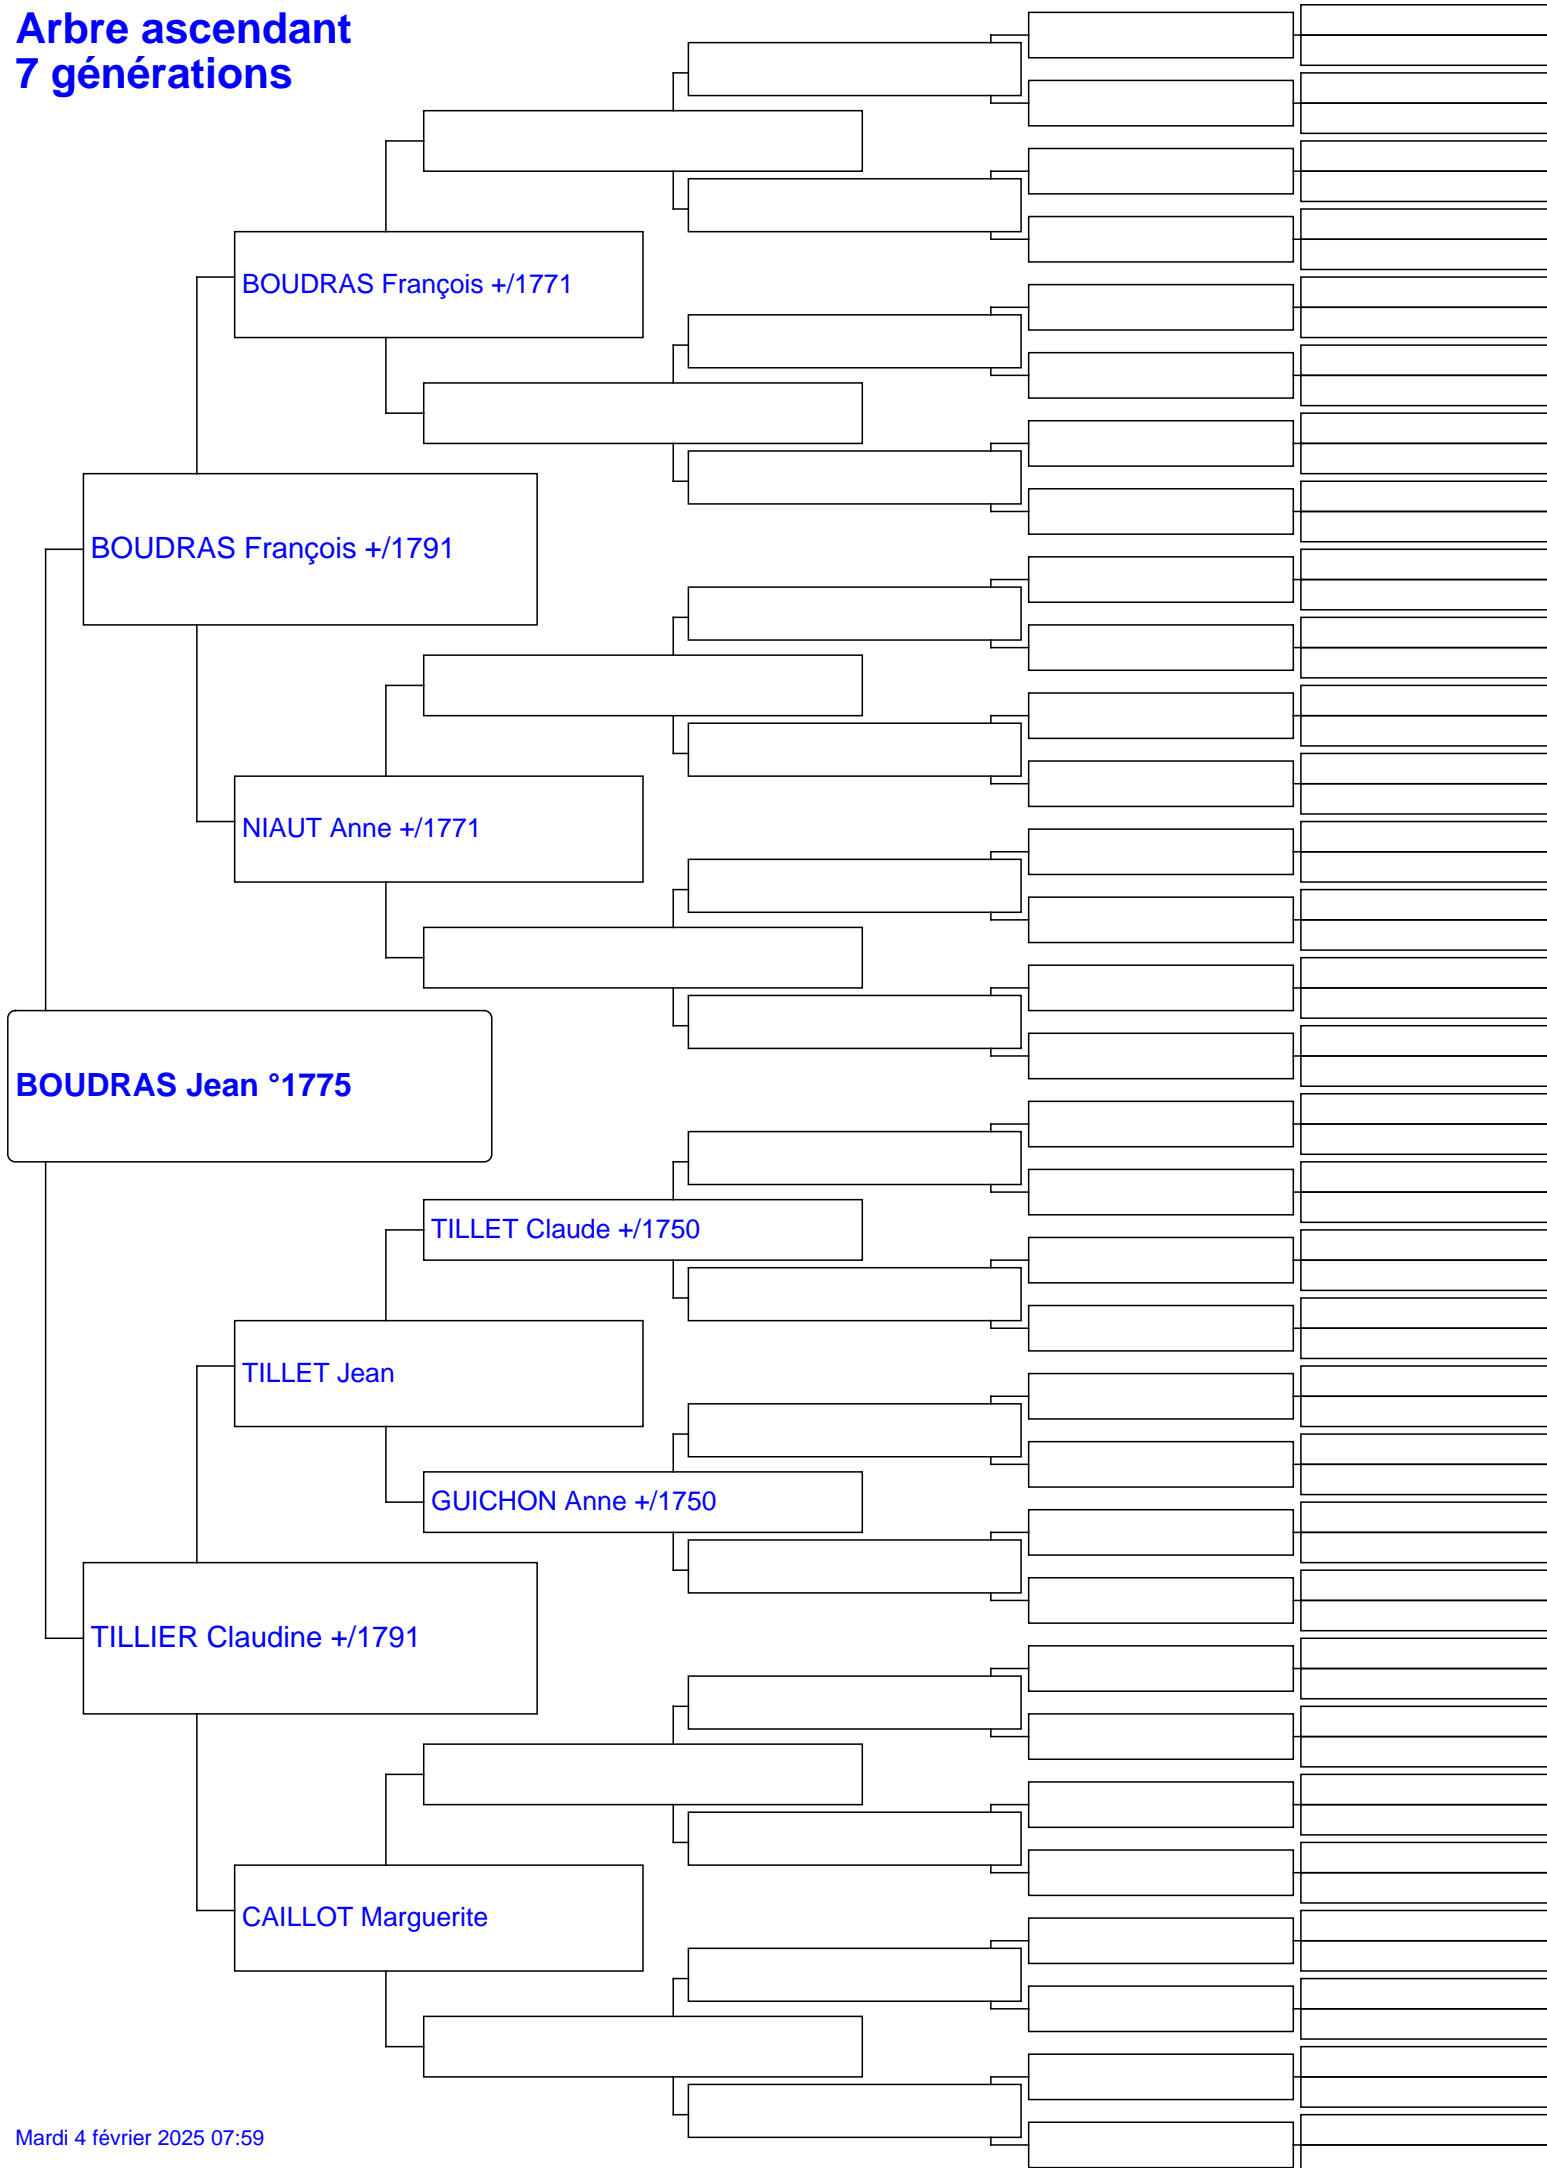 Arbre ascendant
7 générations
BOUDRAS François +/1771
BOUDRAS François +/1791
NIAUT Anne +/1771
BOUDRAS Jean °1775
TILLET Claude +/1750
TILLET Jean
GUICHON Anne +/1750
TILLIER Claudine +/1791
CAILLOT Marguerite
Mardi 4 février 2025 07:59